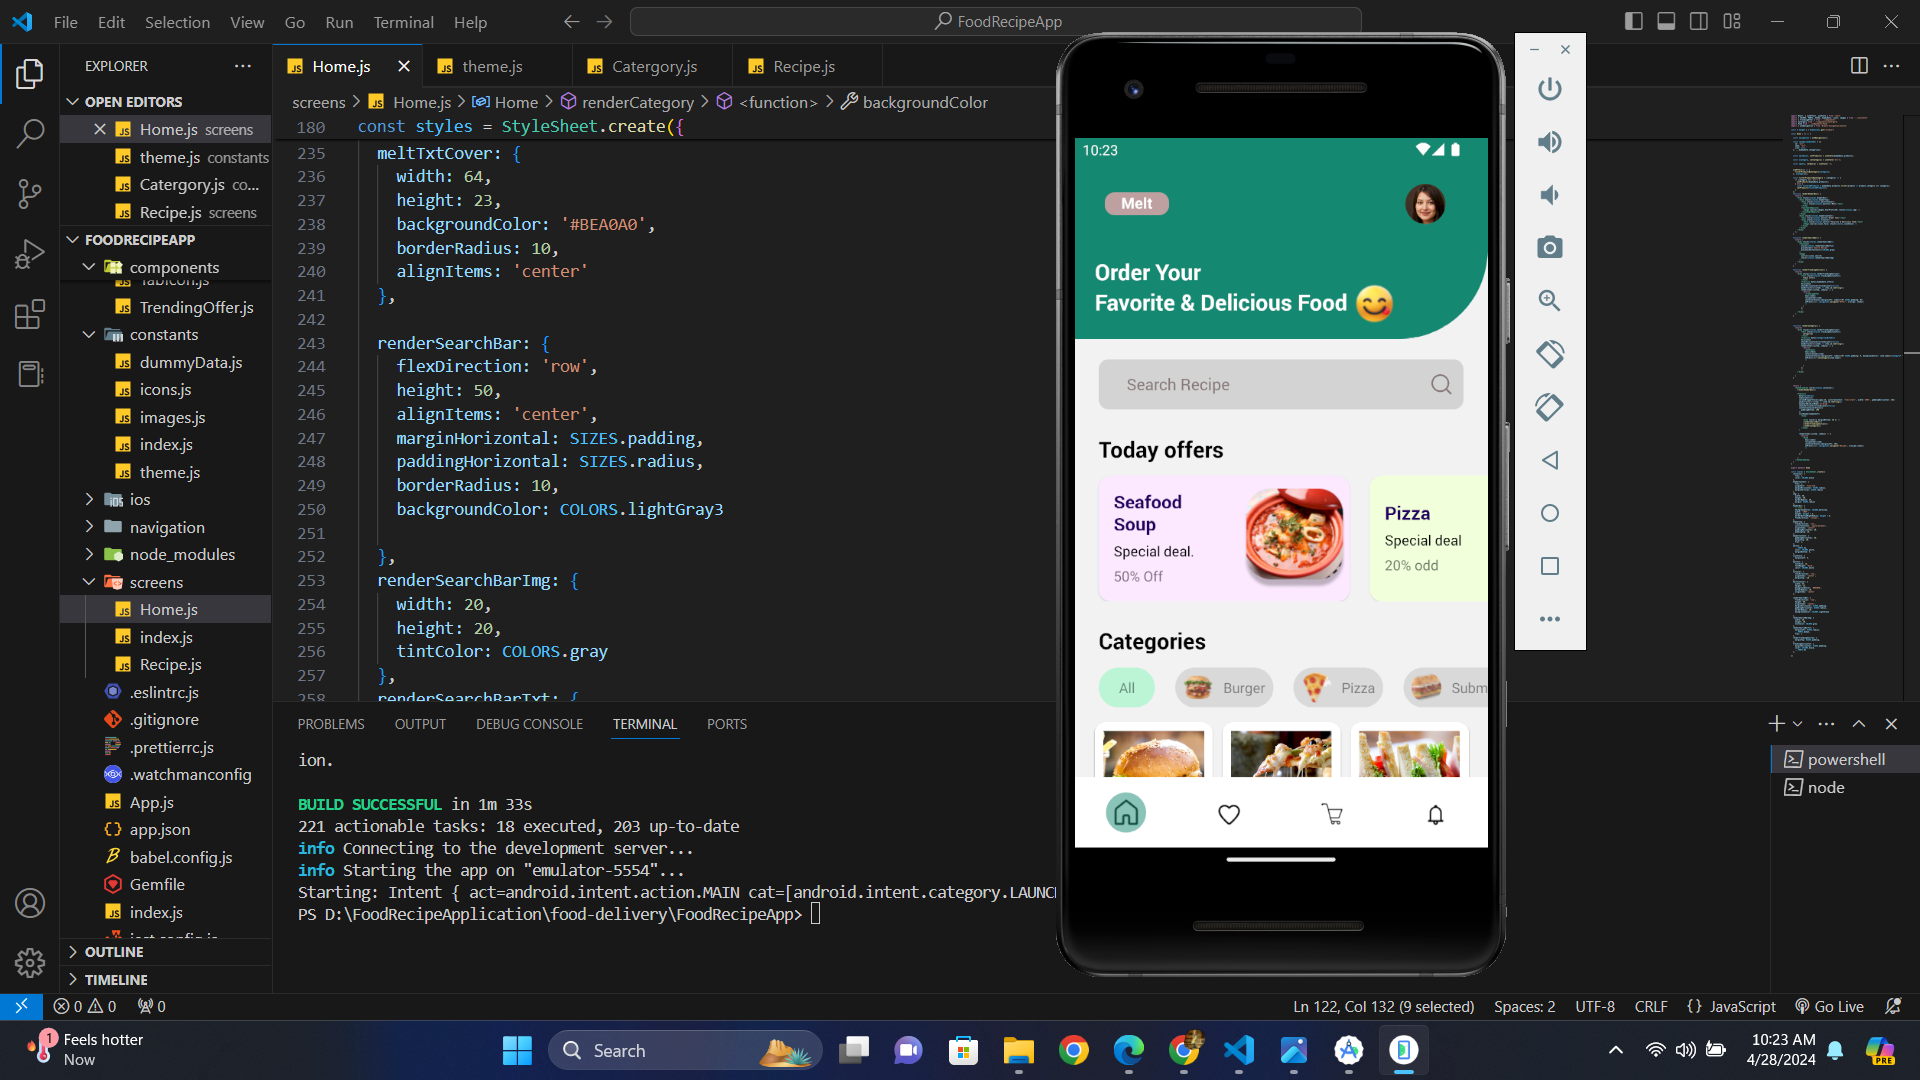 File Edit Selection View Go Run Terminal Help
FoodRecipeApp
EXPLORER
OPEN EDITORS
Home.js screens
theme.js constants
Catergory.js co...
Recipe.js screens
FOODRECIPEAPP
components
TrendingOffer.js
constants
dummyData.js
icons.js
images.js
index.js
theme.js
ios
navigation
node_modules
screens
Home.js
index.js
Recipe.js
.eslintrc.js
.gitignore
.prettierrc.js
.watchmanconfig
App.js
app.json
babel.config.js
Gemfile
index.js
jest.config.js
OUTLINE
TIMELINE
Home.js theme.js Catergory.js Recipe.js
screens > Home.js > Home > renderCategory > <function> > backgroundColor
180 const styles = StyleSheet.create({
235 meltTxtCover: {
236 width: 64,
237 height: 23,
238 backgroundColor: '#BEA0A0',
239 borderRadius: 10,
240 alignItems: 'center'
241 },
242
243 renderSearchBar: {
244 flexDirection: 'row',
245 height: 50,
246 alignItems: 'center',
247 marginHorizontal: SIZES.padding,
248 paddingHorizontal: SIZES.radius,
249 borderRadius: 10,
250 backgroundColor: COLORS.lightGray3
251
252 },
253 renderSearchBarImg: {
254 width: 20,
255 height: 20,
256 tintColor: COLORS.gray
257 },
258 renderSearchBarTxt: {
PROBLEMS OUTPUT DEBUG CONSOLE TERMINAL PORTS
ion.
BUILD SUCCESSFUL in 1m 33s
221 actionable tasks: 18 executed, 203 up-to-date
info Connecting to the development server...
info Starting the app on "emulator-5554"...
Starting: Intent { act=android.intent.action.MAIN cat=[android.intent.category.LAUNC
PS D:\FoodRecipeApplication\food-delivery\FoodRecipeApp>
powershell
node
10:23
Melt
Order Your
Favorite & Delicious Food 😋
Search Recipe
Today offers
Seafood
Soup
Special deal.
50% Off
Pizza
Special deal
20% odd
Categories
All Burger Pizza Subm
0 0 0
Ln 122, Col 132 (9 selected) Spaces: 2 UTF-8 CRLF {} JavaScript Go Live
1
Feels hotter
Now
Search
PRE
10:23 AM
4/28/2024